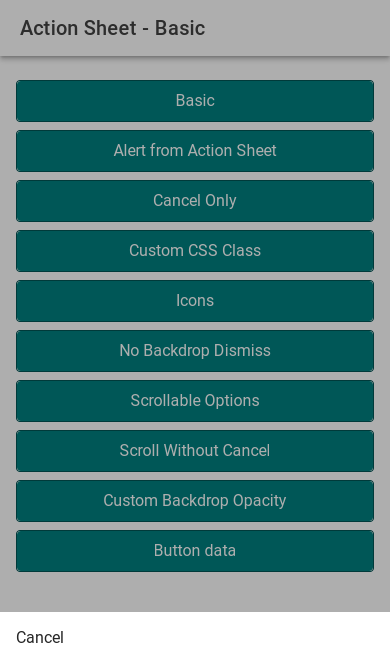 Action Sheet - Basic
Basic
Alert from Action Sheet
Cancel Only
Custom CSS Class
Icons
No Backdrop Dismiss
Scrollable Options
Scroll Without Cancel
Custom Backdrop Opacity
Button data
Cancel